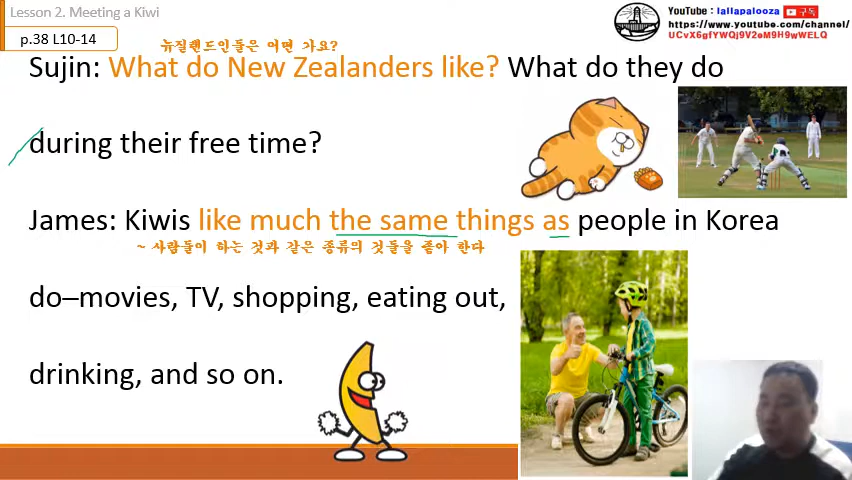 Lesson 2. Meeting a Kiwi
p.38 L10-14
YouTube : lallapalooza 구독
https://www.youtube.com/channel/
UCvX6gfYWQj9V2eM9H9wWELQ
뉴질랜드인들은 어떤 가요?
Sujin: What do New Zealanders like? What do they do
during their free time?
James: Kiwis like much the same things as people in Korea
~ 사람들이 하는 것과 같은 종류의 것들을 좋아 한다
do–movies, TV, shopping, eating out,
drinking, and so on.